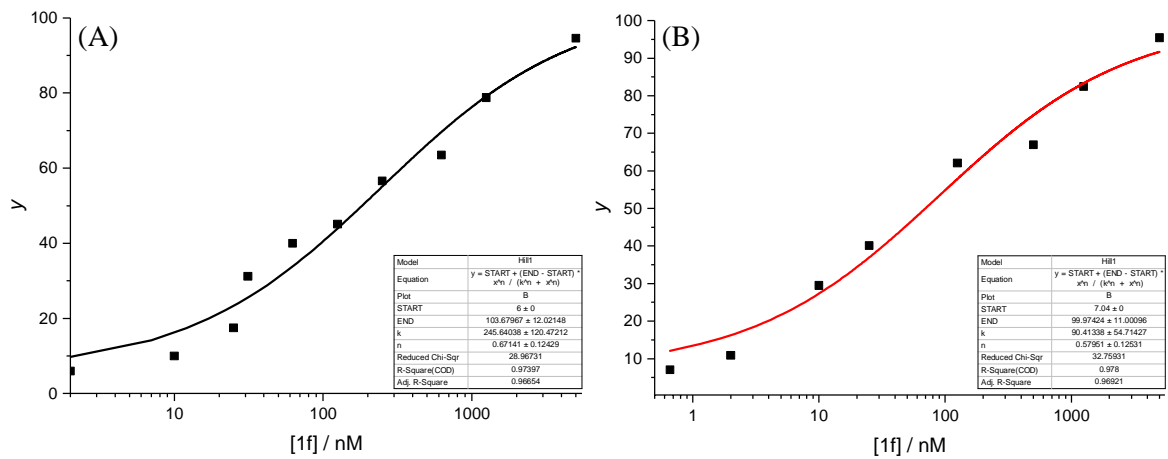 (A)
100
80
60
40
20
0
y
10
100
1000
[1f] / nM
Model Hill1
Equation y = START + (END - START) * x^n / (k^n + x^n)
Plot B
START 6 ± 0
END 103.67967 ± 12.02148
k 245.64038 ± 120.47212
n 0.67141 ± 0.12429
Reduced Chi-Sqr 28.96731
R-Square(COD) 0.97397
Adj. R-Square 0.96654
(B)
100
90
80
70
60
50
40
30
20
10
y
1
10
100
1000
[1f] / nM
Model Hill1
Equation y = START + (END - START) * x^n / (k^n + x^n)
Plot B
START 7.04 ± 0
END 99.97424 ± 11.00096
k 90.41338 ± 54.71427
n 0.57951 ± 0.12531
Reduced Chi-Sqr 32.75931
R-Square(COD) 0.978
Adj. R-Square 0.96921